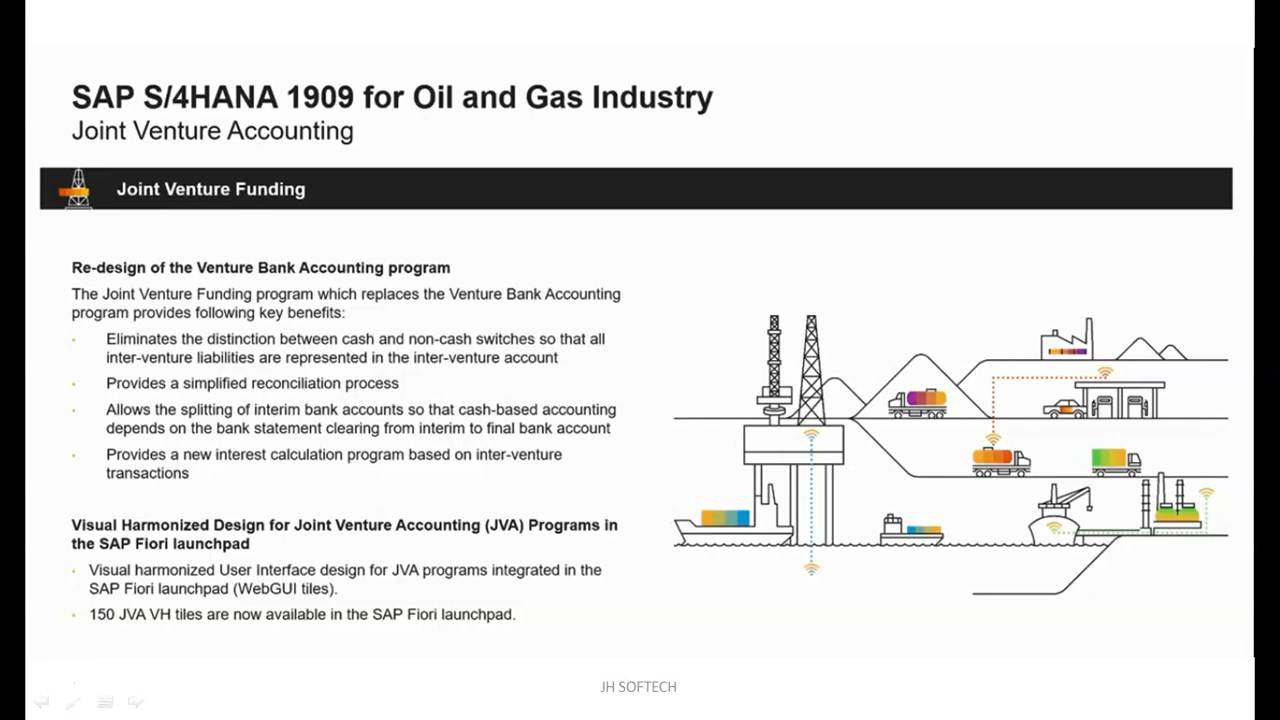 SAP S/4HANA 1909 for Oil and Gas Industry
Joint Venture Accounting
Joint Venture Funding
Re-design of the Venture Bank Accounting program
The Joint Venture Funding program which replaces the Venture Bank Accounting
program provides following key benefits:
• Eliminates the distinction between cash and non-cash switches so that all
inter-venture liabilities are represented in the inter-venture account
• Provides a simplified reconciliation process
• Allows the splitting of interim bank accounts so that cash-based accounting
depends on the bank statement clearing from interim to final bank account
• Provides a new interest calculation program based on inter-venture
transactions
Visual Harmonized Design for Joint Venture Accounting (JVA) Programs in
the SAP Fiori launchpad
• Visual harmonized User Interface design for JVA programs integrated in the
SAP Fiori launchpad (WebGUI tiles).
• 150 JVA VH tiles are now available in the SAP Fiori launchpad.
JH SOFTECH